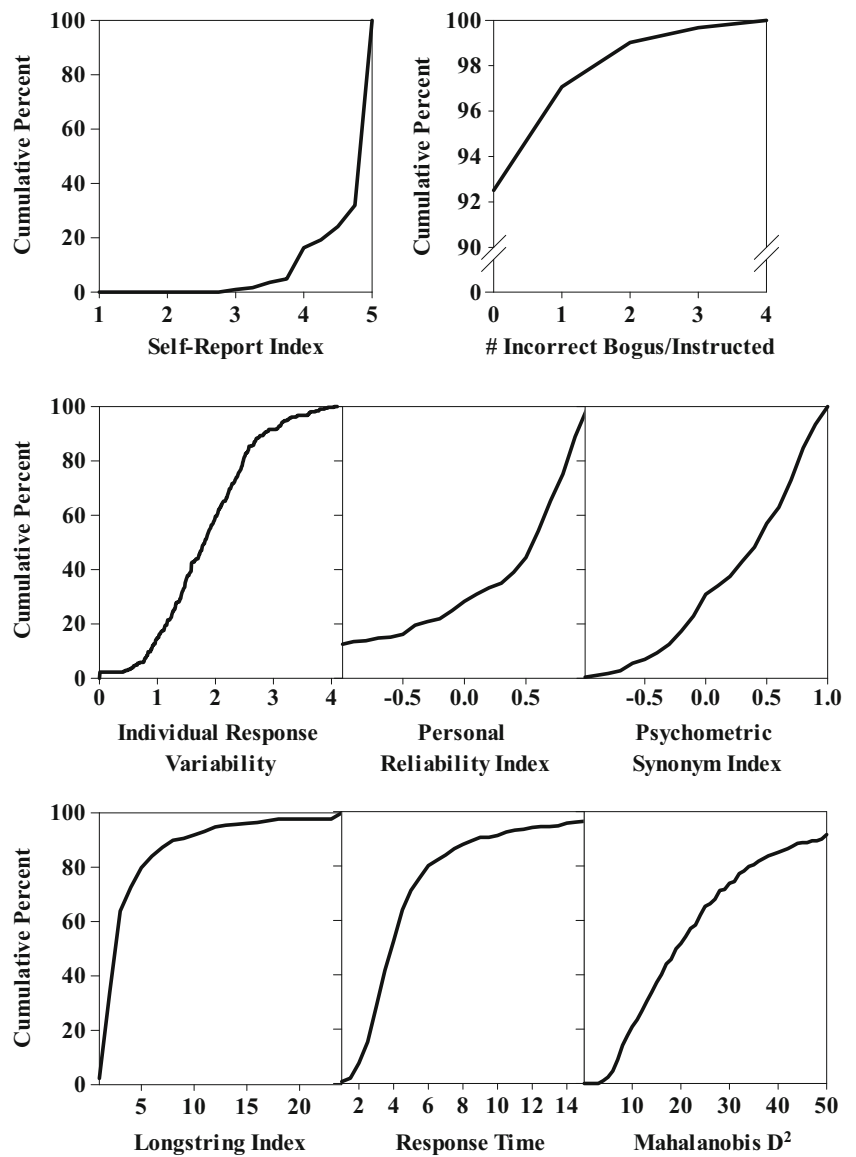 100
80
60
40
20
0
Cumulative Percent
1 2 3 4 5
Self-Report Index
100
98
96
94
92
90
0
Cumulative Percent
0 1 2 3 4
# Incorrect Bogus/Instructed
100
80
60
40
20
0
Cumulative Percent
0 1 2 3 4
Individual Response
Variability
-0.5 0.0 0.5
Personal
Reliability Index
-0.5 0.0 0.5 1.0
Psychometric
Synonym Index
100
80
60
40
20
0
Cumulative Percent
5 10 15 20
Longstring Index
2 4 6 8 10 12 14
Response Time
10 20 30 40 50
Mahalanobis D²